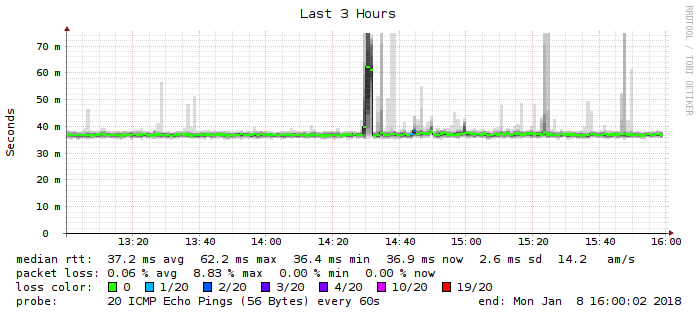 Last 3 Hours
RRDTOOL / TOBI OETIKER
Seconds
70 m
60 m
50 m
40 m
30 m
20 m
10 m
0
13:20 13:40 14:00 14:20 14:40 15:00 15:20 15:40 16:00
median rtt: 37.2 ms avg 62.2 ms max 36.4 ms min 36.9 ms now 2.6 ms sd 14.2 am/s
packet loss: 0.06 % avg 8.83 % max 0.00 % min 0.00 % now
loss color: 0 1/20 2/20 3/20 4/20 10/20 19/20
probe: 20 ICMP Echo Pings (56 Bytes) every 60s end: Mon Jan 8 16:00:02 2018